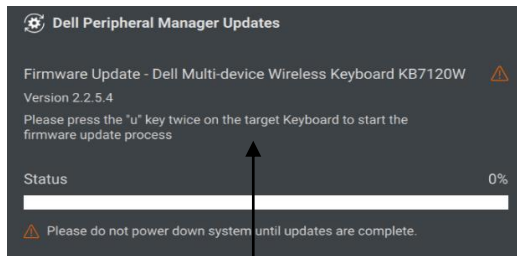 Dell Peripheral Manager Updates
Firmware Update - Dell Multi-device Wireless Keyboard KB7120W
Version 2.2.5.4
Please press the "u" key twice on the target Keyboard to start the
firmware update process
Status 0%
Please do not power down system until updates are complete.